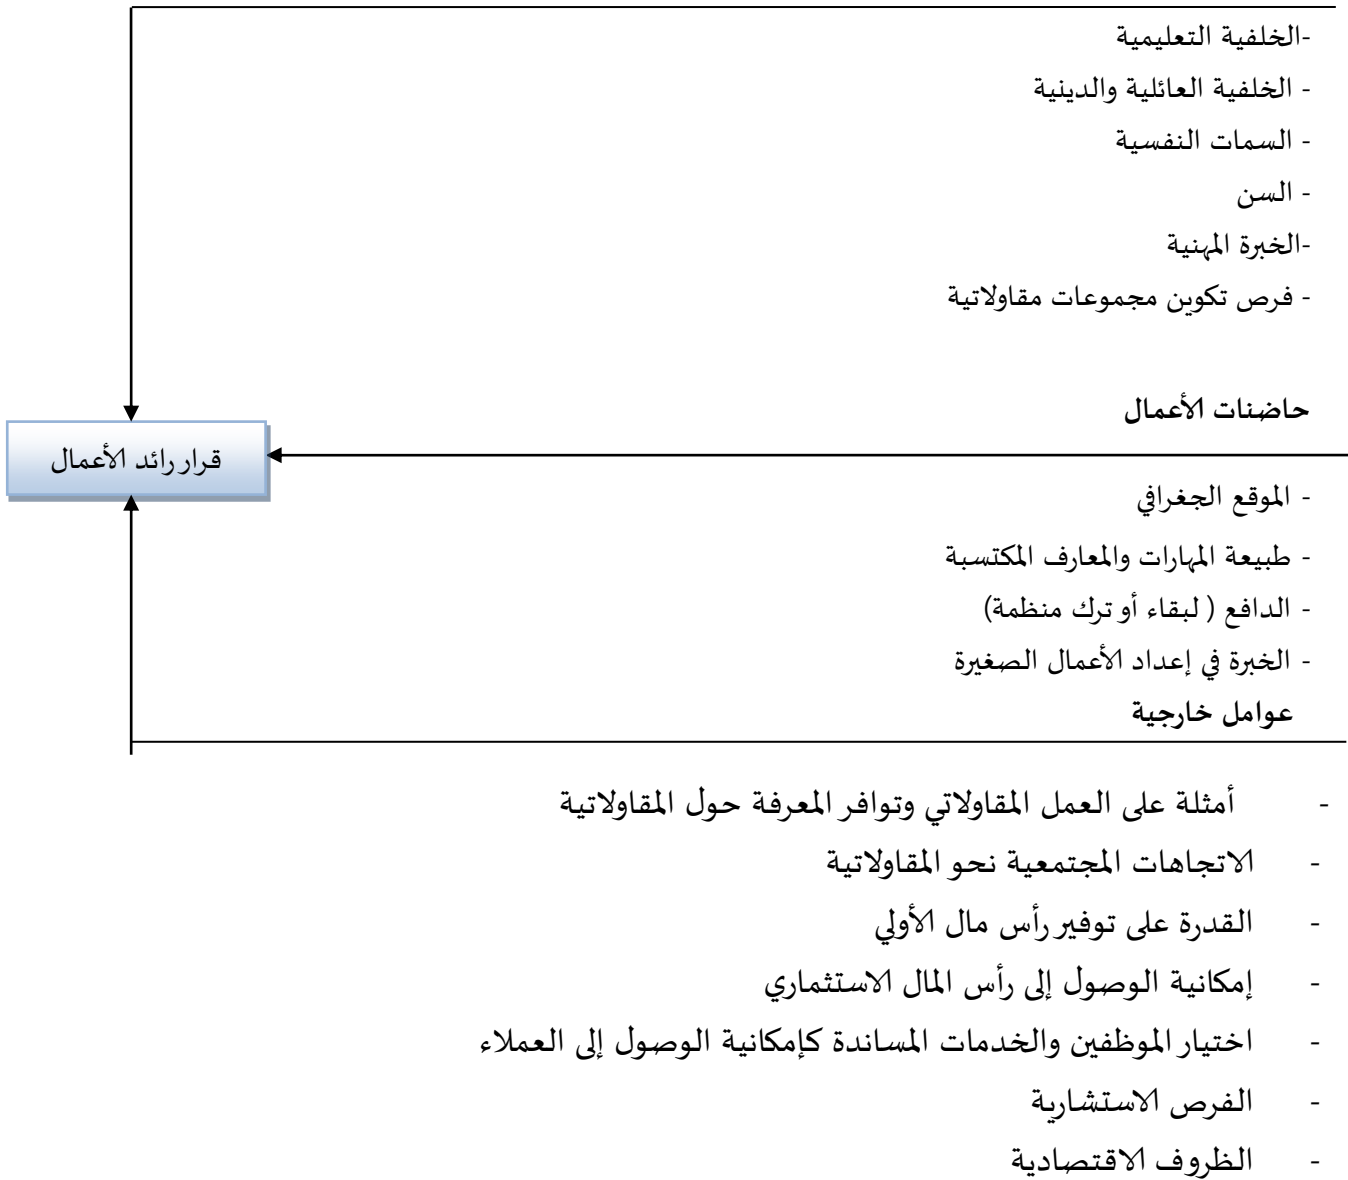 -الخلفية التعليمية
- الخلفية العائلية والدينية
- السمات النفسية
- السن
-الخبرة المهنية
- فرص تكوين مجموعات مقاولاتية
حاضنات الأعمال
قرار رائد الأعمال
- الموقع الجغرافي
- طبيعة المهارات والمعارف المكتسبة
- الدافع ( لبقاء أو ترك منظمة)
- الخبرة في إعداد الأعمال الصغيرة
عوامل خارجية
- أمثلة على العمل المقاولاتي وتوافر المعرفة حول المقاولاتية
- الاتجاهات المجتمعية نحو المقاولاتية
- القدرة على توفير رأس مال الأولي
- إمكانية الوصول إلى رأس المال الاستثماري
- اختيار الموظفين والخدمات المساندة كإمكانية الوصول إلى العملاء
- الفرص الاستشارية
- الظروف الاقتصادية